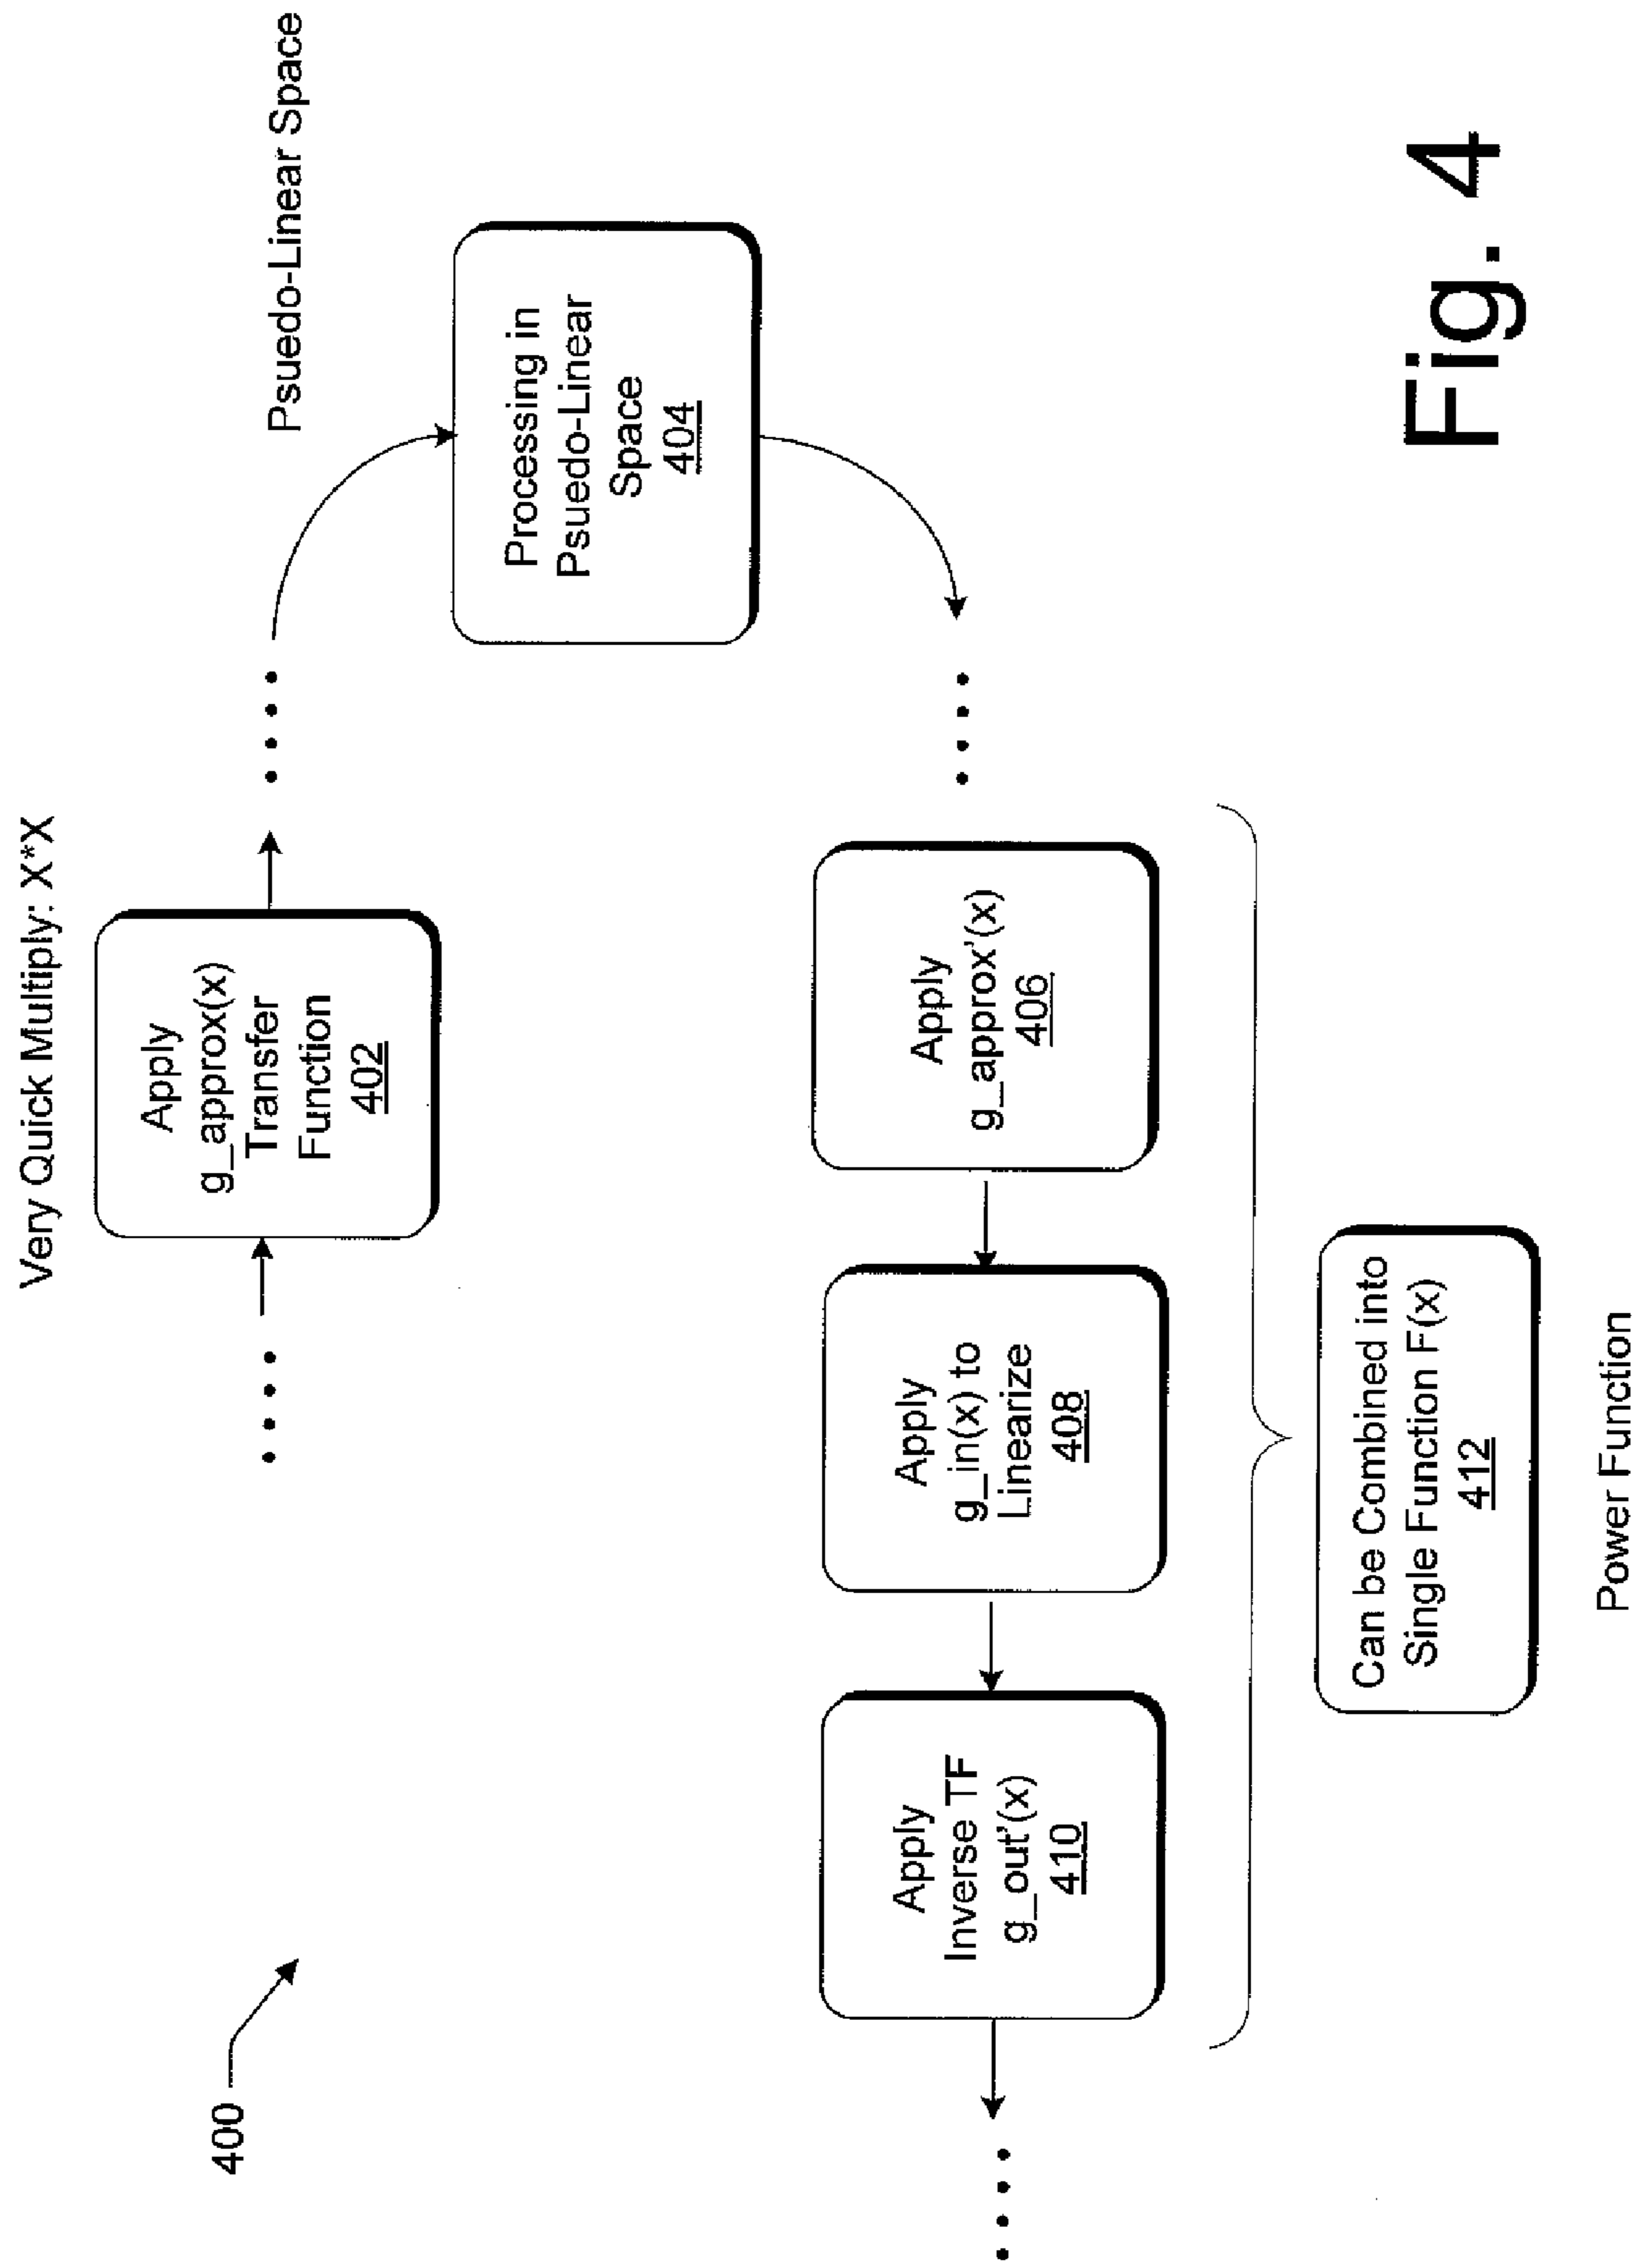 400
Very Quick Multiply: X*X
Apply
g_approx(x)
Transfer
Function
402
Psuedo-Linear Space
Processing in
Psuedo-Linear
Space
404
Apply
Inverse TF
g_out'(x)
410
Apply
g_in(x) to
Linearize
408
Apply
g_approx'(x)
406
Can be Combined into
Single Function F(x)
412
Power Function
Fig. 4